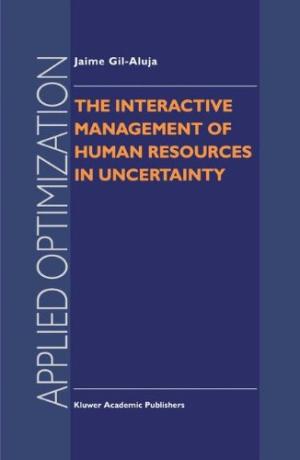 APPLIED OPTIMIZATION
Jaime Gil-Aluja
THE INTERACTIVE
MANAGEMENT OF
HUMAN RESOURCES
IN UNCERTAINTY
Kluwer Academic Publishers